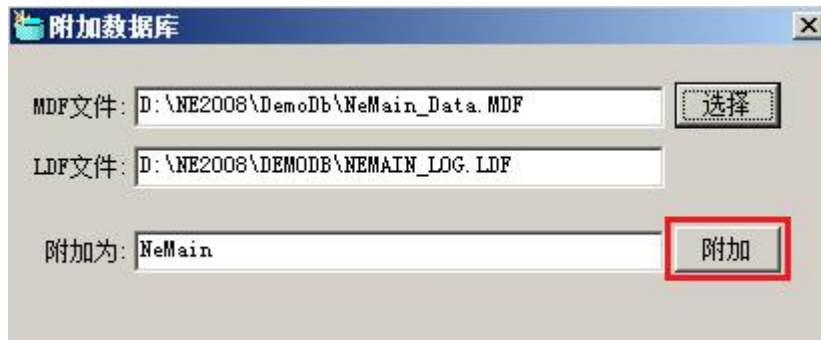 附加数据库
MDF文件: D:\NE2008\DemoDb\NeMain_Data.MDF 选择
LDF文件: D:\NE2008\DEMODB\NEMAIN_LOG.LDF
附加为: NeMain 附加